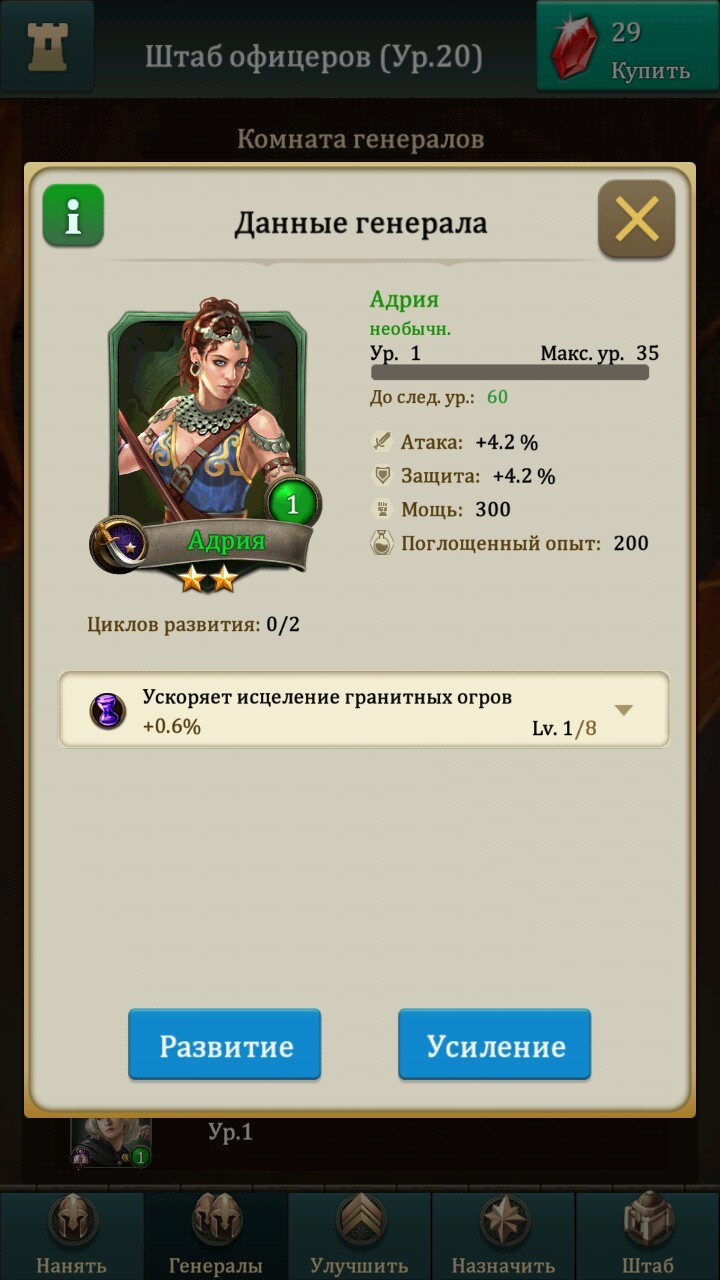 Штаб офицеров (Ур.20)
29
Купить
Комната генералов
i
Данные генерала
Адрия
необычн.
Ур. 1 Макс. ур. 35
До след. ур.: 60
Атака: +4.2 %
Защита: +4.2 %
Мощь: 300
Поглощенный опыт: 200
1
Адрия
Циклов развития: 0/2
Ускоряет исцеление гранитных огров
+0.6%
Lv. 1/8
Развитие
Усиление
Ур.1
1
Нанять
Генералы
Улучшить
Назначить
Штаб